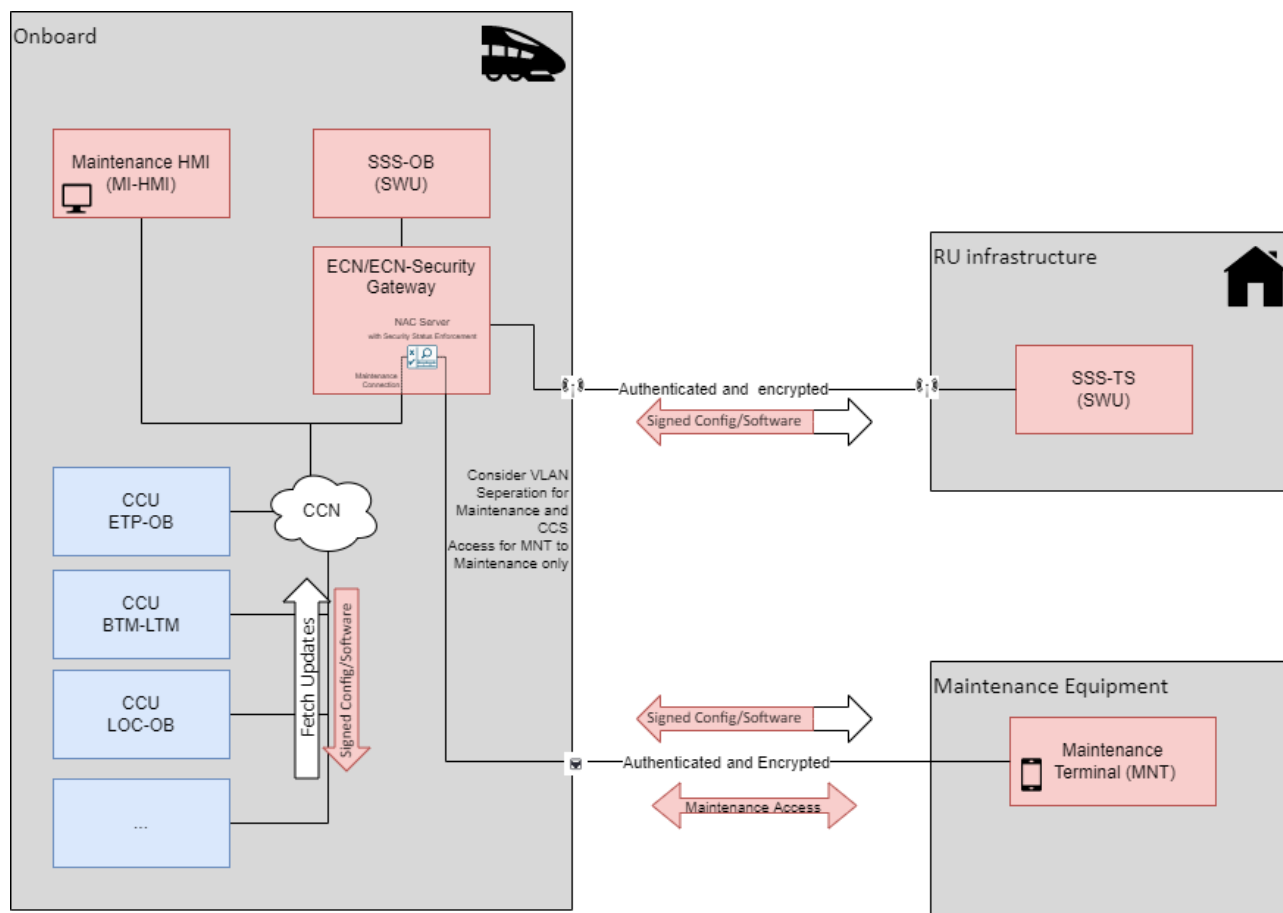 Onboard
Maintenance HMI
(MI-HMI)
SSS-OB
(SWU)
ECN/ECN-Security
Gateway
NAC Server
with Security Status Enforcement
Maintenance
Connection
RU infrastructure
SSS-TS
(SWU)
Authenticated and encrypted
Signed Config/Software
Consider VLAN
Seperation for
Maintenance and
CCS
Access for MNT to
Maintenance only
CCN
CCU
ETP-OB
CCU
BTM-LTM
CCU
LOC-OB
...
Fetch Updates
Signed Config/Software
Signed Config/Software
Authenticated and Encrypted
Maintenance Access
Maintenance Equipment
Maintenance
Terminal (MNT)